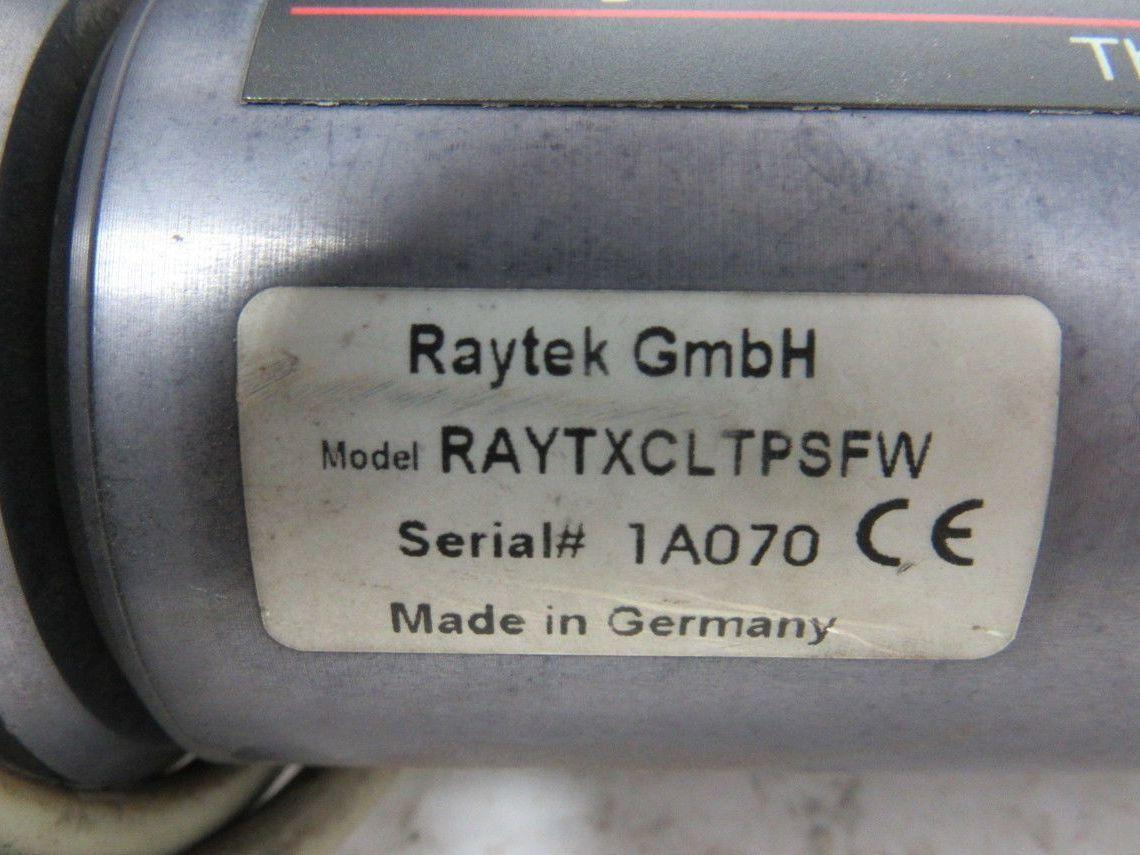 Raytek GmbH
Model RAYTXCLTPSFW
Serial# 1A070 CE
Made in Germany